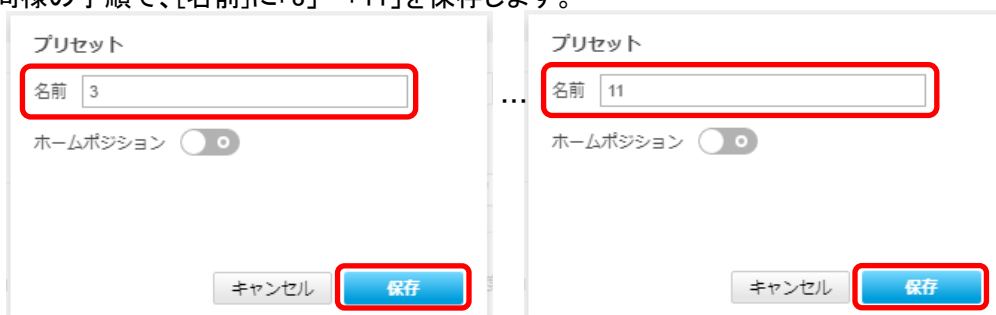 同様の手順で、[名前]に 11」を保存します。
プリセット
名前 3
ホームポジション
キャンセル 保存
…
プリセット
名前 11
ホームポジション
キャンセル 保存